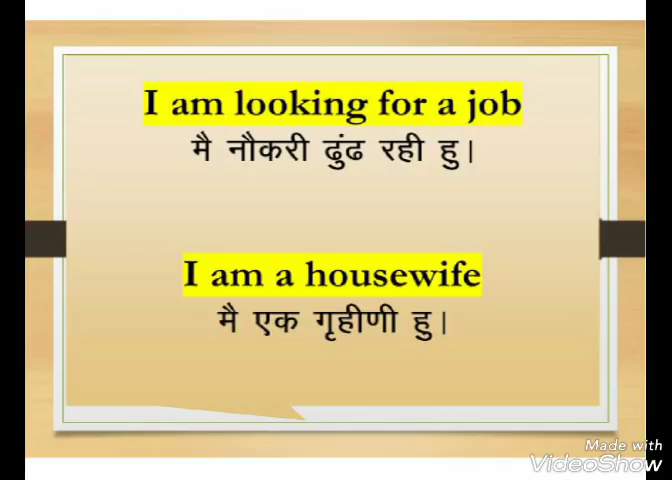 I am looking for a job
मै नौकरी ढुंढ रही हु।
I am a housewife
मै एक गृहीणी हु।
Made with
VideoShow